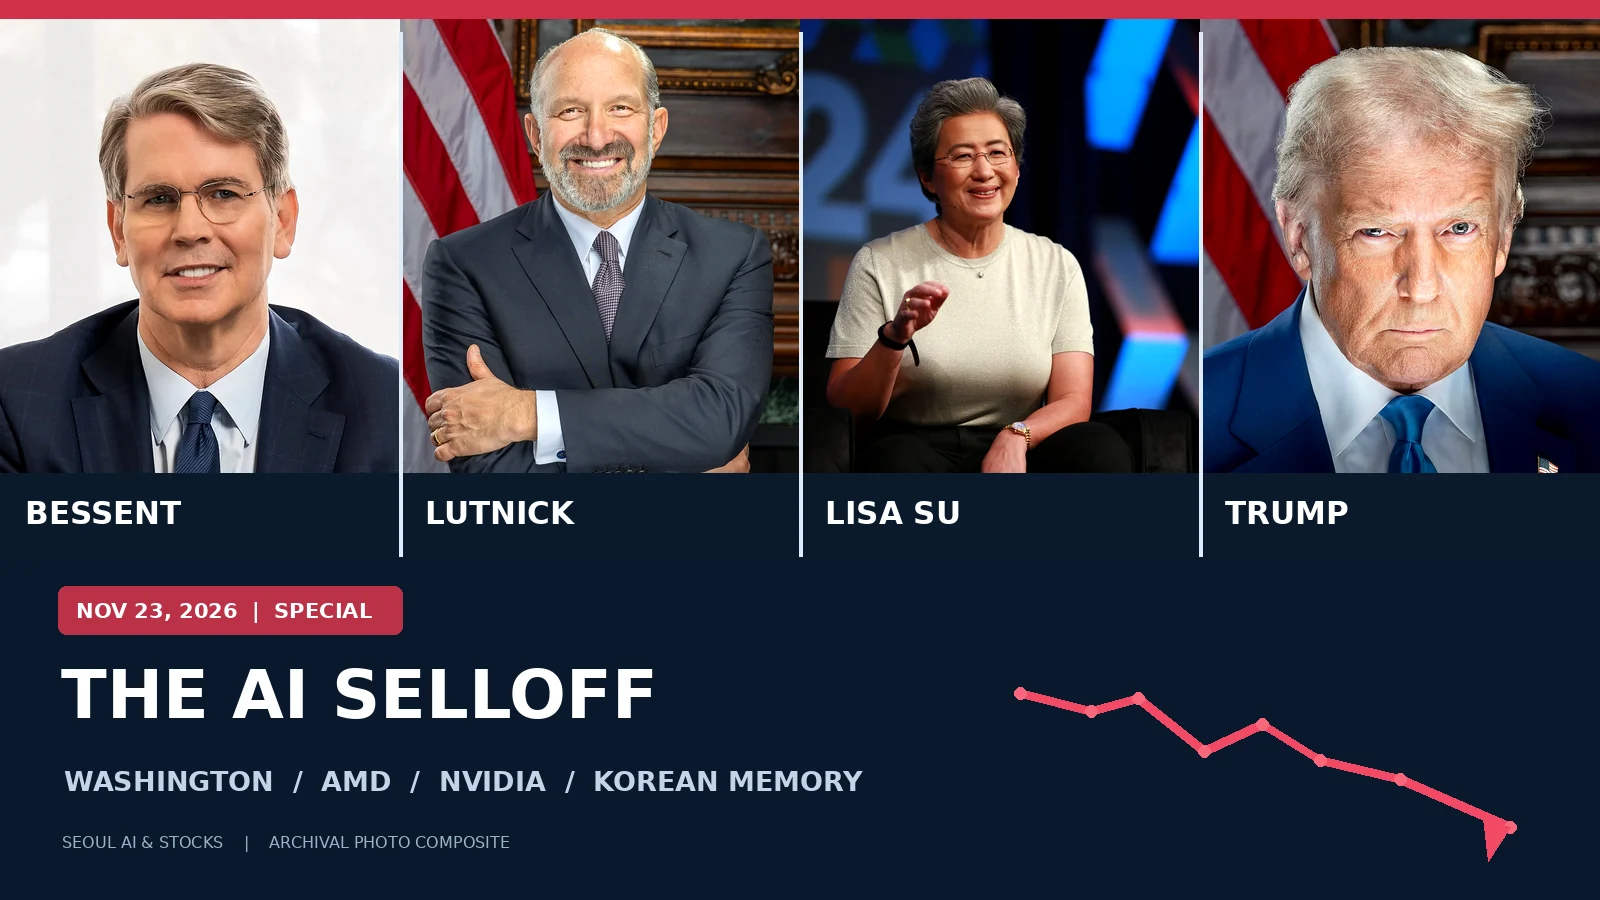 24
BESSENT
LUTNICK
LISA SU
TRUMP
NOV 23, 2026 | SPECIAL
THE AI SELLOFF
WASHINGTON / AMD / NVIDIA / KOREAN MEMORY
SEOUL AI & STOCKS | ARCHIVAL PHOTO COMPOSITE